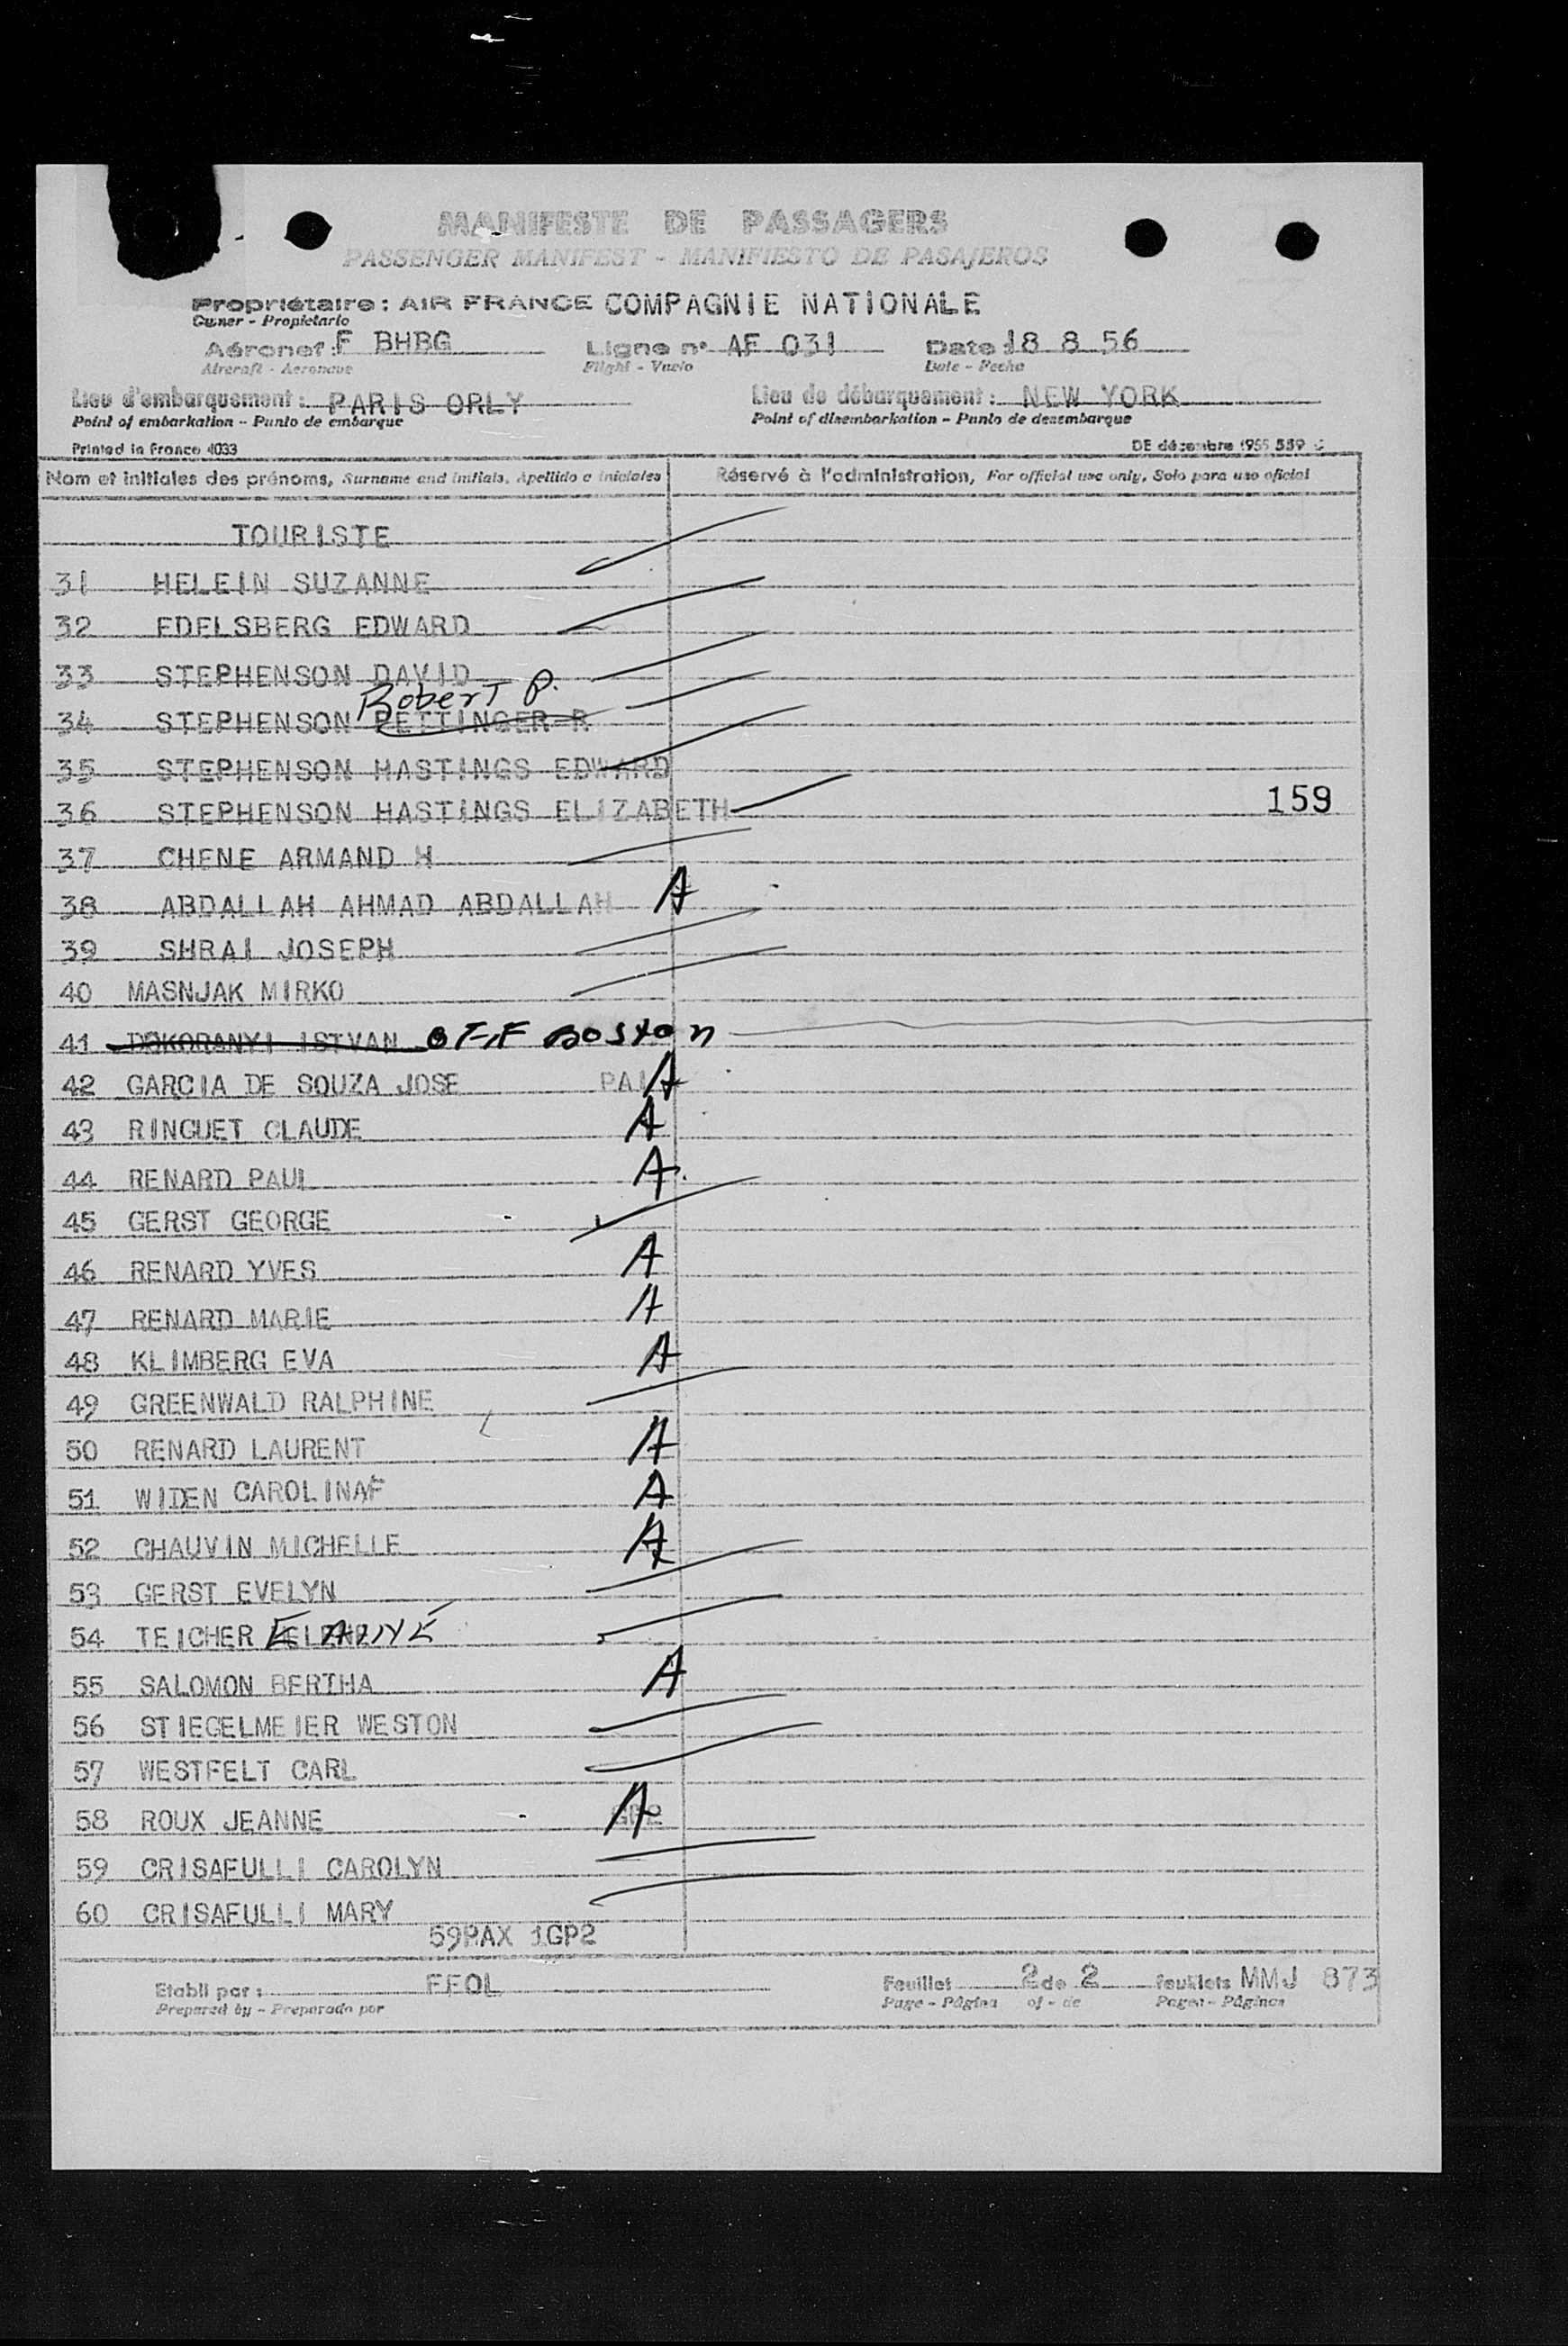 MANIFESTE DE PASSAGERS
PASSENGER MANIFEST - MANIFIESTO DE PASAJEROS
Propriétaire : AIR FRANCE COMPAGNIE NATIONALE
Owner - Propietario
Aéronef : F BHBG Ligne n° AF 031 Date : 18 8 56
Aircraft - Aeronave Flight - Vuelo Date - Fecha
Lieu d'embarquement : PARIS ORLY Lieu de débarquement : NEW YORK
Point of embarkation - Punto de embarque Point of disembarkation - Punto de desembarque
Printed in France 4033 DE décembre 1955 559
Nom et initiales des prénoms, Surname and initials, Apellido e iniciales Réservé à l'administration, For official use only, Solo para uso oficial
TOURISTE
31 HELEIN SUZANNE
32 EDELSBERG EDWARD
33 STEPHENSON DAVID
Robert P.
34 STEPHENSON PETTINGER R
35 STEPHENSON HASTINGS EDWARD
36 STEPHENSON HASTINGS ELIZABETH 159
37 CHENE ARMAND H
38 ABDALLAH AHMAD ABDALLAH A
39 SHRAI JOSEPH
40 MASNJAK MIRKO
41 DOKORANYI ISTVAN OFF Boston
42 GARCIA DE SOUZA JOSE A
43 RINGUET CLAUDE A
44 RENARD PAUL A
45 GERST GEORGE
46 RENARD YVES A
47 RENARD MARIE A
48 KLIMBERG EVA A
49 GREENWALD RALPHINE
50 RENARD LAURENT A
51 WIDEN CAROLINA A
52 CHAUVIN MICHELLE A
53 GERST EVELYN
54 TEICHER
55 SALOMON BERTHA A
56 STIEGELMEIER WESTON
57 WESTFELT CARL
58 ROUX JEANNE GP2 A
59 CRISAFULLI CAROLYN
60 CRISAFULLI MARY
59PAX 1GP2
Etabli par : FFOL Feuillet 2 de 2 feuillets MMJ 873
Prepared by - Preparado por Page - Página of - de Pages - Páginas